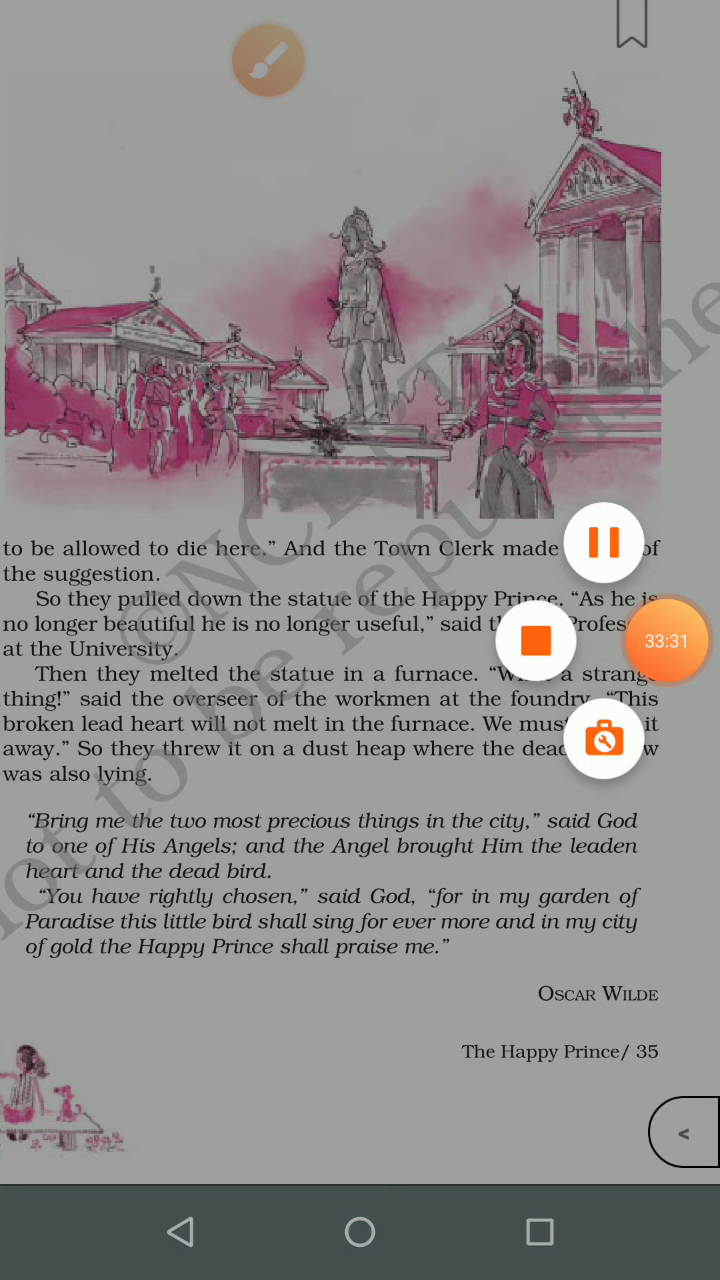 to be allowed to die here.” And the Town Clerk made of
the suggestion.
So they pulled down the statue of the Happy Prince. “As he is
no longer beautiful he is no longer useful,” said
at the University.
Then they melted the statue in a furnace. a strange
thing!” said the overseer of the workmen at the foundry. “This
broken lead heart will not melt in the furnace. We must it
away.” So they threw it on a dust heap where the dead
was also lying.
“Bring me the two most precious things in the city,” said God
to one of His Angels; and the Angel brought Him the leaden
heart and the dead bird.
“You have rightly chosen,” said God, “for in my garden of
Paradise this little bird shall sing for ever more and in my city
of gold the Happy Prince shall praise me.”
OSCAR WILDE
The Happy Prince/ 35
33:31
<